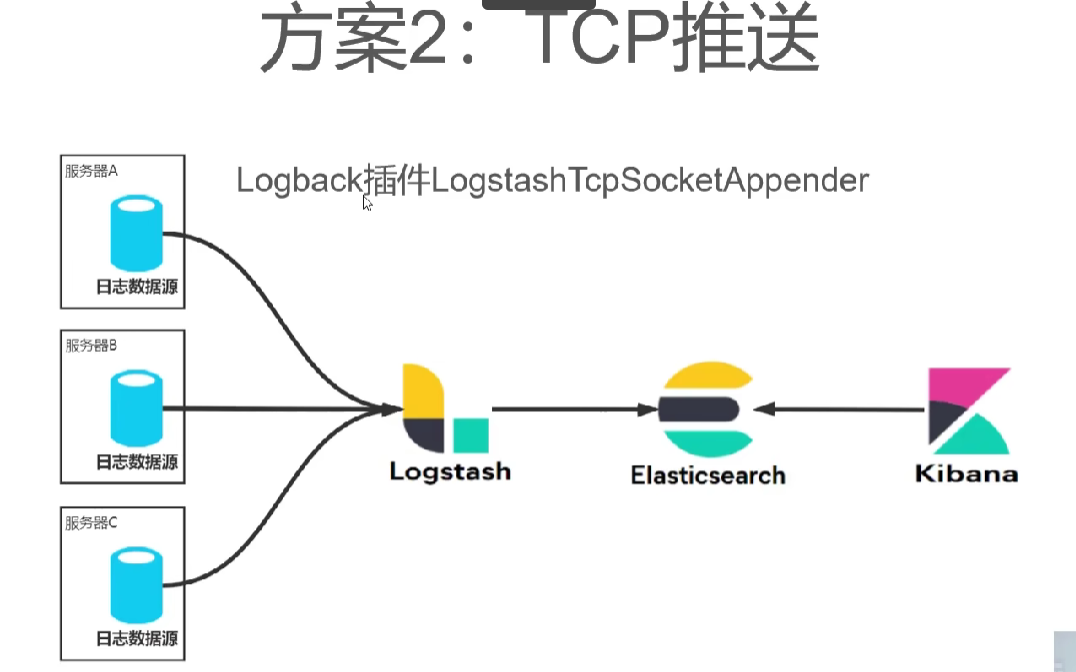 方案2：TCP推送
Logback插件LogstashTcpSocketAppender
服务器A
日志数据源
服务器B
日志数据源
服务器C
日志数据源
Logstash
Elasticsearch
Kibana